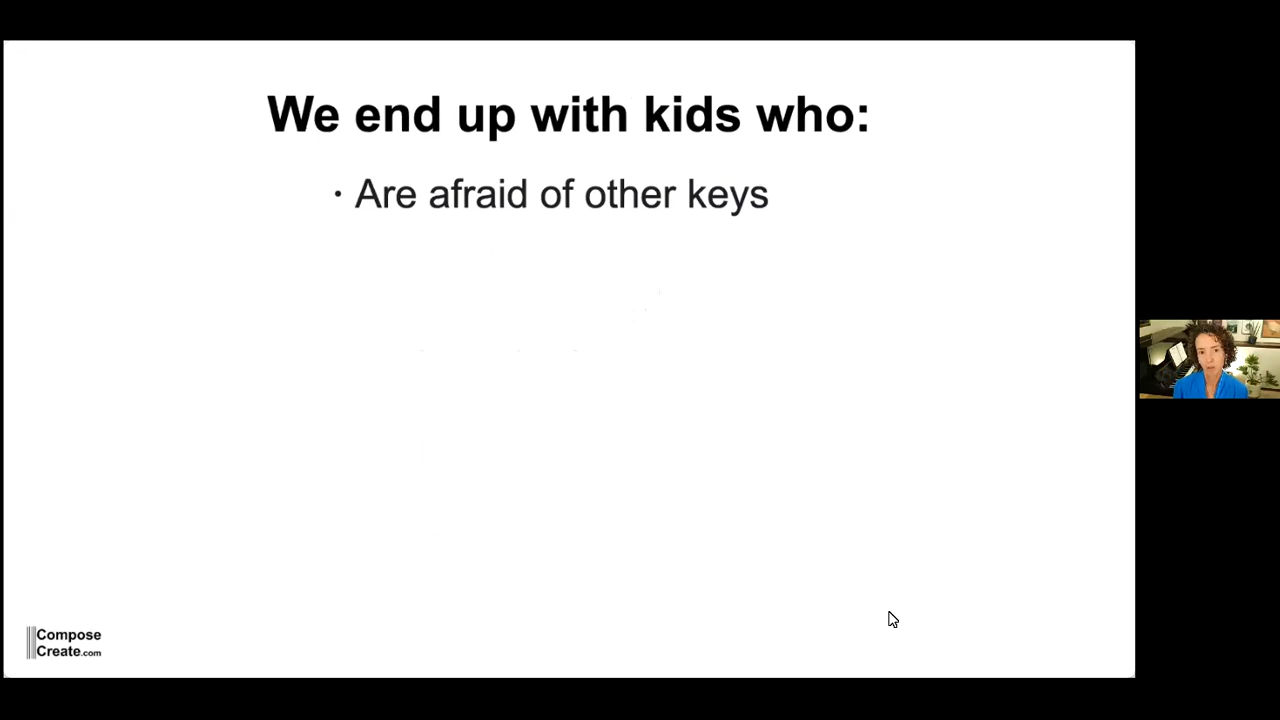 We end up with kids who:
· Are afraid of other keys
Compose
Create.com